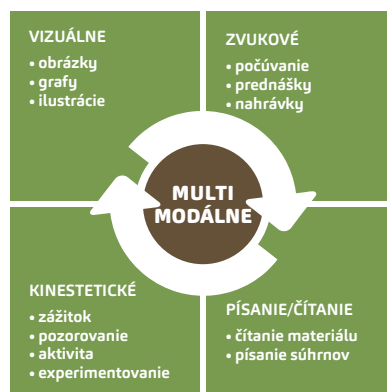 VIZUÁLNE
• obrázky
• grafy
• ilustrácie
ZVUKOVÉ
• počúvanie
• prednášky
• nahrávky
MULTI
MODÁLNE
KINESTETICKÉ
• zážitok
• pozorovanie
• aktivita
• experimentovanie
PÍSANIE/ČÍTANIE
• čítanie materiálu
• písanie súhrnov